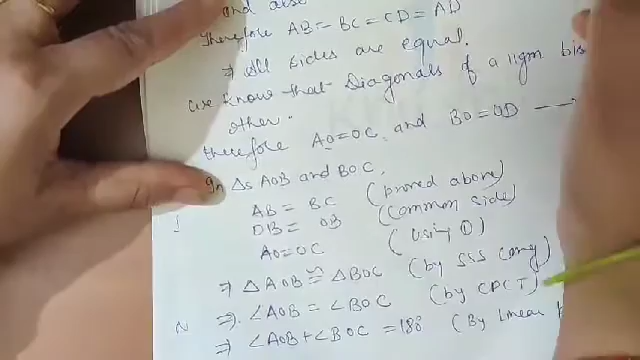 and also
Therefore AB = BC = CD = AD
⇒ All sides are equal.
we know that Diagonals of a llgm bis
other.
therefore AO = OC and BO = OD —
In Δs AOB and BOC,
AB = BC (proved above)
OB = OB (Common side)
AO = OC (using ①)
⇒ Δ AOB ≅ Δ BOC (by SSS Cong)
⇒. ∠AOB = ∠BOC (by CPCT)
⇒ ∠AOB + ∠BOC = 180° (By Linear